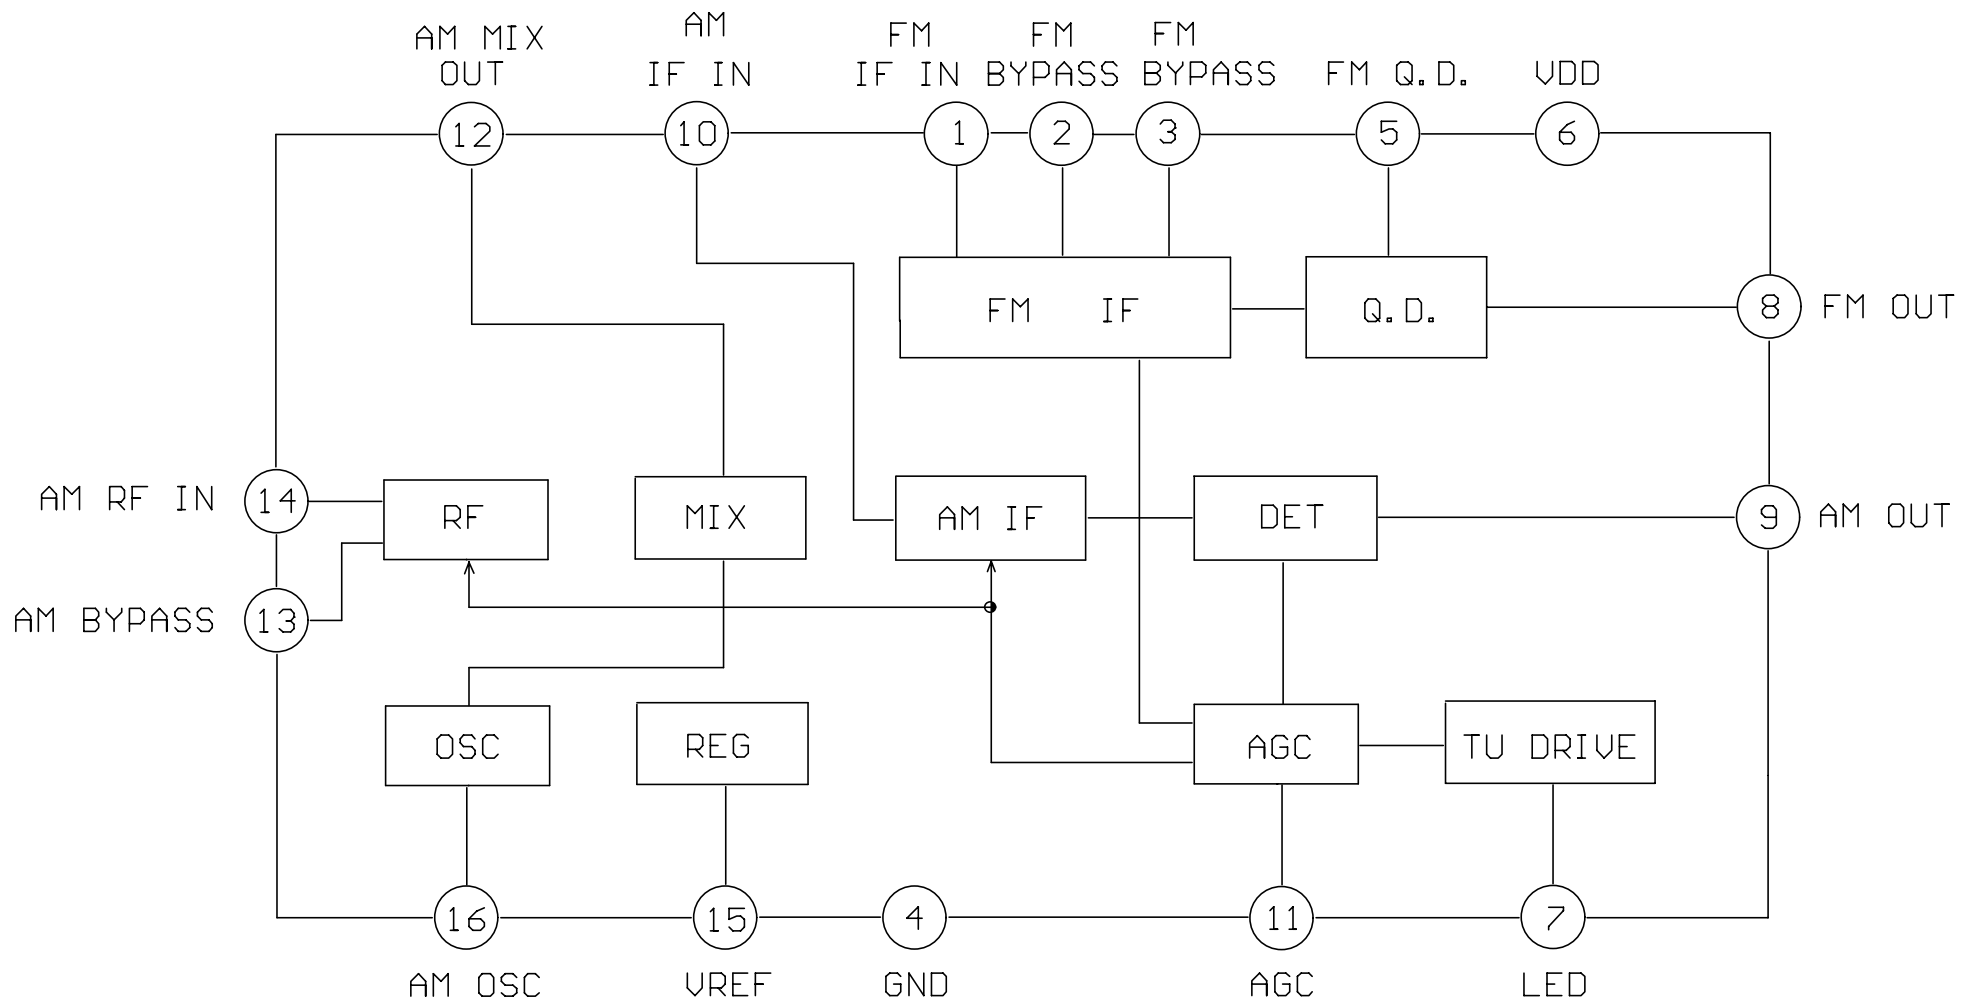 AM MIX
OUT
AM
IF IN
FM
IF IN
FM
BYPASS
FM
BYPASS
FM Q.D.
VDD
12
10
1
2
3
5
6
FM IF
Q.D.
8
FM OUT
AM RF IN
14
RF
MIX
AM IF
DET
9
AM OUT
AM BYPASS
13
OSC
REG
AGC
TU DRIVE
16
15
4
11
7
AM OSC
VREF
GND
AGC
LED